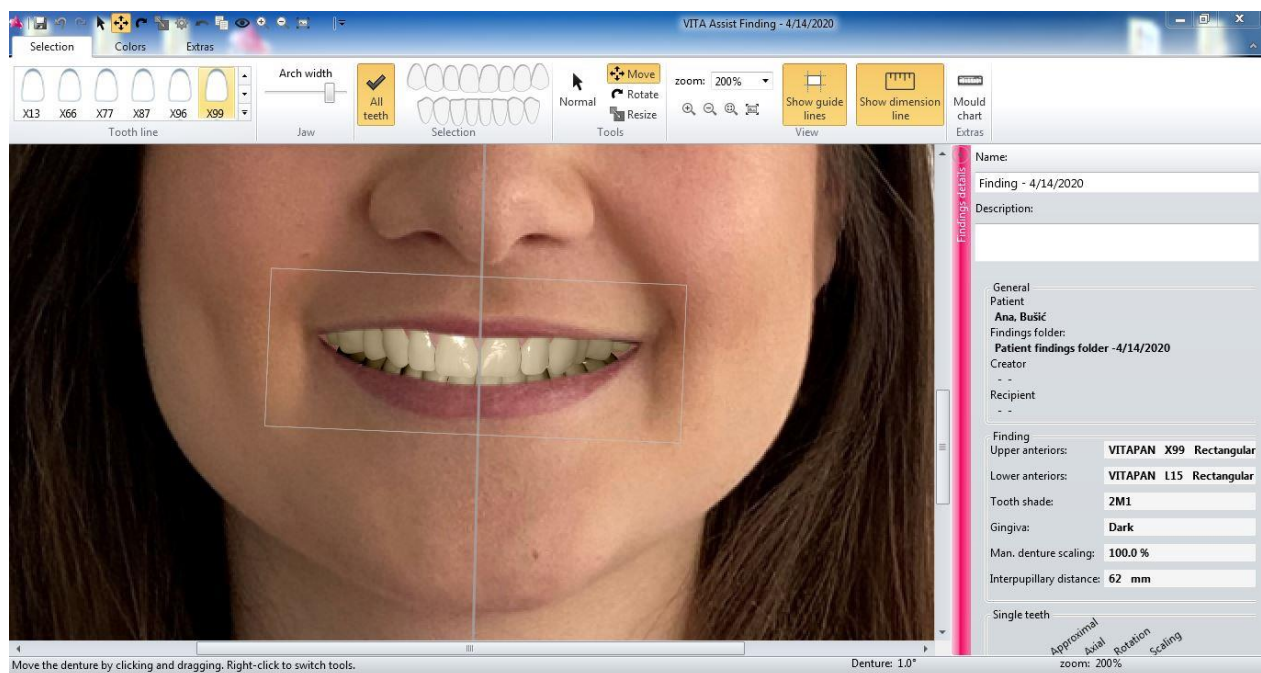 VITA Assist Finding - 4/14/2020
Selection Colors Extras
X13 X66 X77 X87 X96 X99
Tooth line
Arch width
Jaw
All teeth
Selection
Normal
Move
Rotate
Resize
Tools
zoom: 200%
Show guide lines
Show dimension line
View
Mould chart
Extras
Findings details
Name:
Finding - 4/14/2020
Description:
General
Patient
Ana, Bušić
Findings folder:
Patient findings folder -4/14/2020
Creator
- -
Recipient
- -
Finding
Upper anteriors: VITAPAN X99 Rectangular
Lower anteriors: VITAPAN L15 Rectangular
Tooth shade: 2M1
Gingiva: Dark
Man. denture scaling: 100.0 %
Interpupillary distance: 62 mm
Single teeth
Approximal
Axial
Rotation
Scaling
Move the denture by clicking and dragging. Right-click to switch tools.
Denture: 1.0°
zoom: 200%